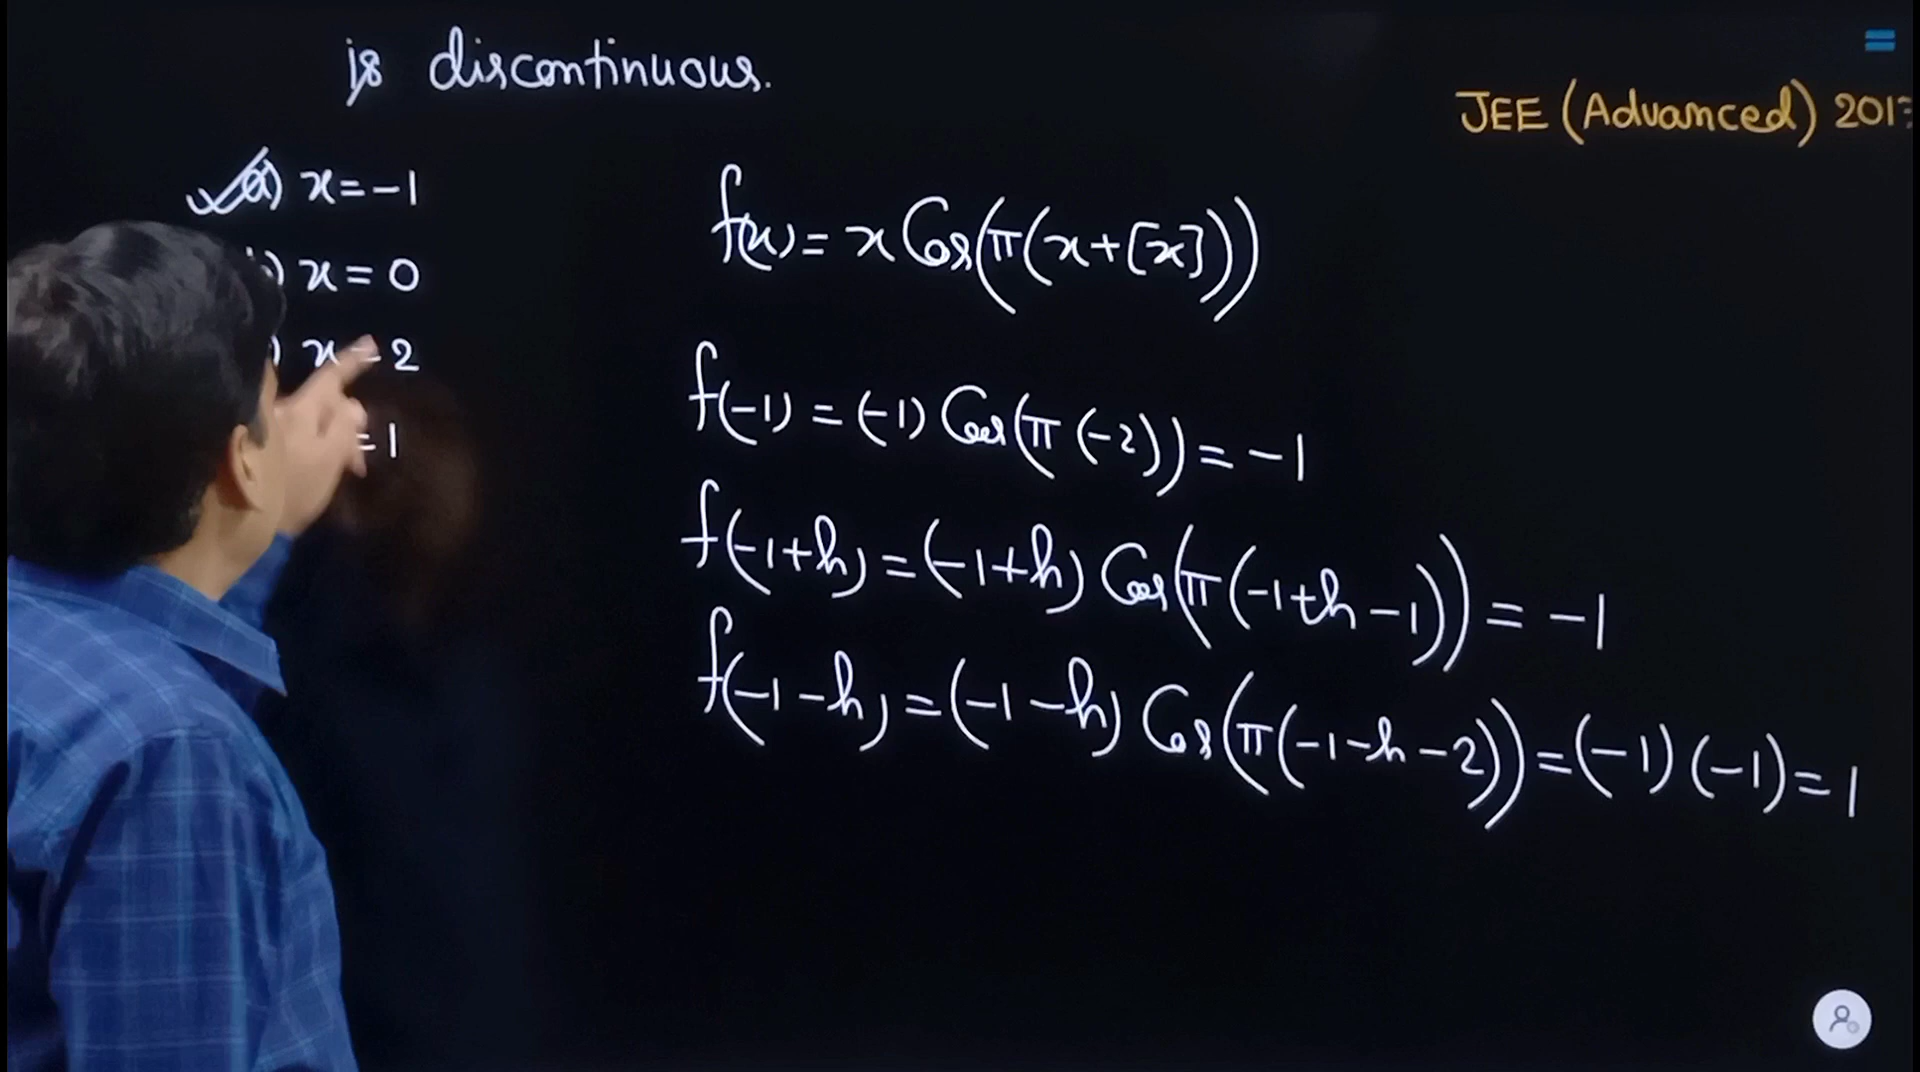 is discontinuous.
JEE (Advanced) 201
a) x = -1
) x = 0
) x = 2
= 1
f(x) = x Cos(π(x+[x]))
f(-1) = (-1) Cos(π(-2)) = -1
f(-1+h) = (-1+h) Cos(π(-1+h-1)) = -1
f(-1-h) = (-1-h) Cos(π(-1-h-2)) = (-1)(-1) = 1